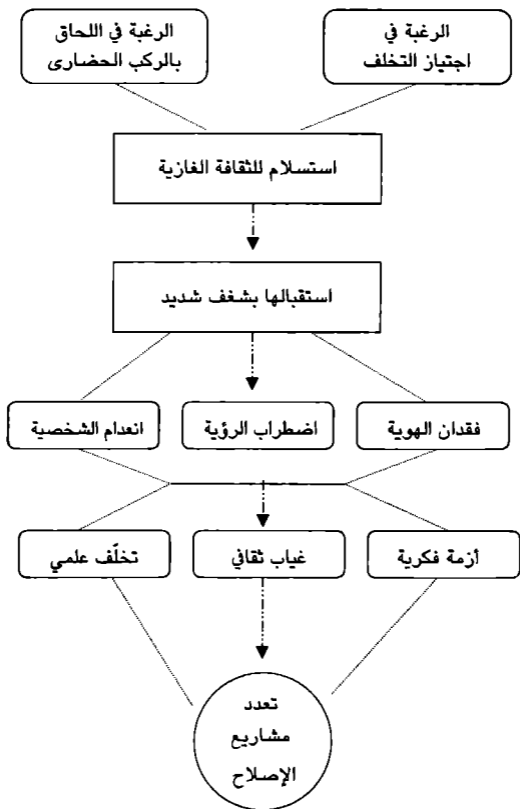 الرغبة في
اجتياز التخلف
الرغبة في اللحاق
بالركب الحضارى
استسلام للثقافة الغازية
استقبالها بشغف شديد
فقدان الهوية
اضطراب الرؤية
انعدام الشخصية
أزمة فكرية
غياب ثقافي
تخلّف علمي
تعدد
مشاريع
الإصلاح